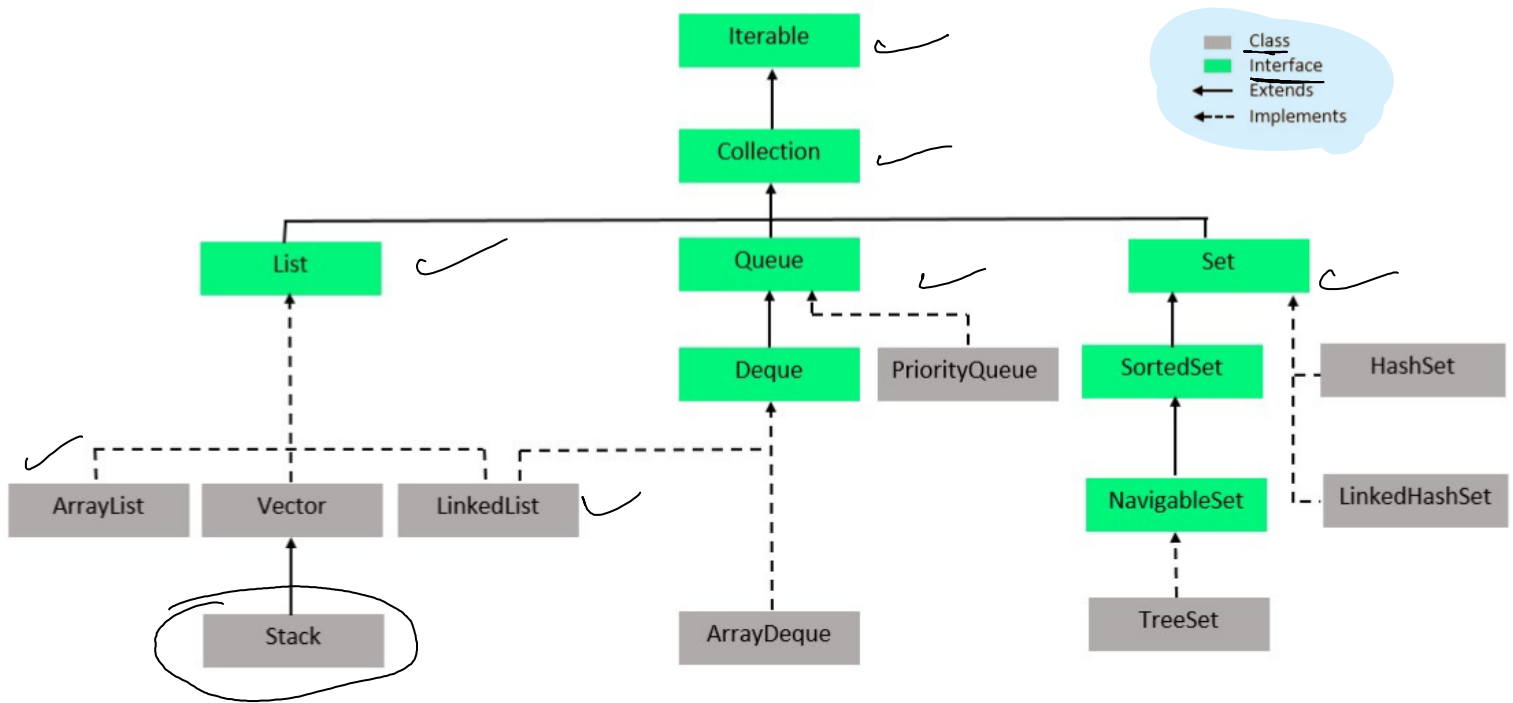 Iterable
Class
Interface
Extends
Implements
Collection
List
Queue
Set
Deque
PriorityQueue
SortedSet
HashSet
ArrayList
Vector
LinkedList
NavigableSet
LinkedHashSet
Stack
ArrayDeque
TreeSet